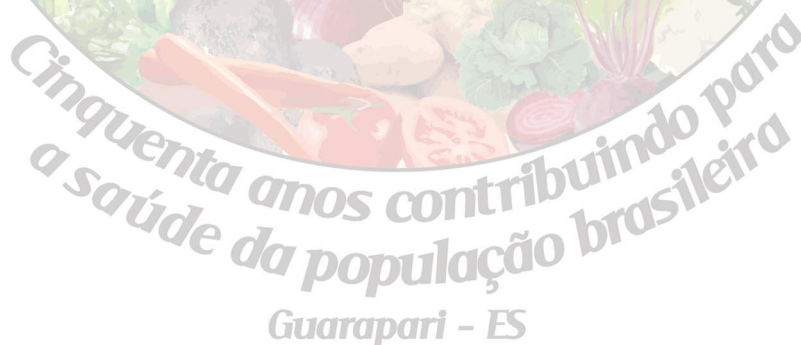 Cinquenta anos contribuindo para
a saúde da população brasileira
Guarapari - ES